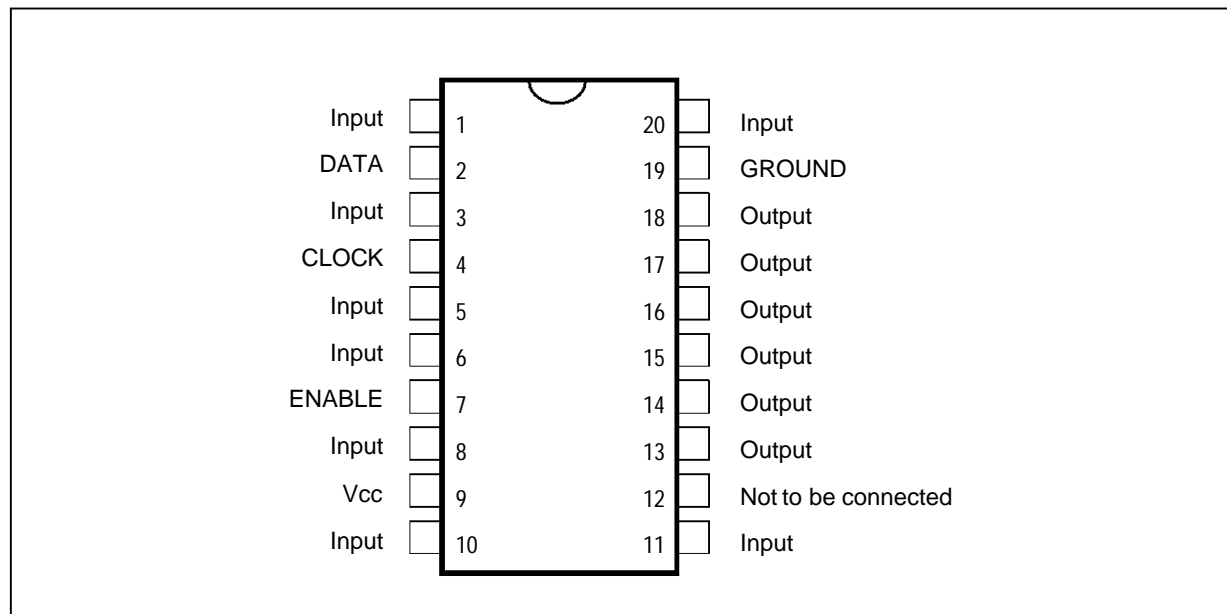 Input 1 20 Input
DATA 2 19 GROUND
Input 3 18 Output
CLOCK 4 17 Output
Input 5 16 Output
Input 6 15 Output
ENABLE 7 14 Output
Input 8 13 Output
Vcc 9 12 Not to be connected
Input 10 11 Input